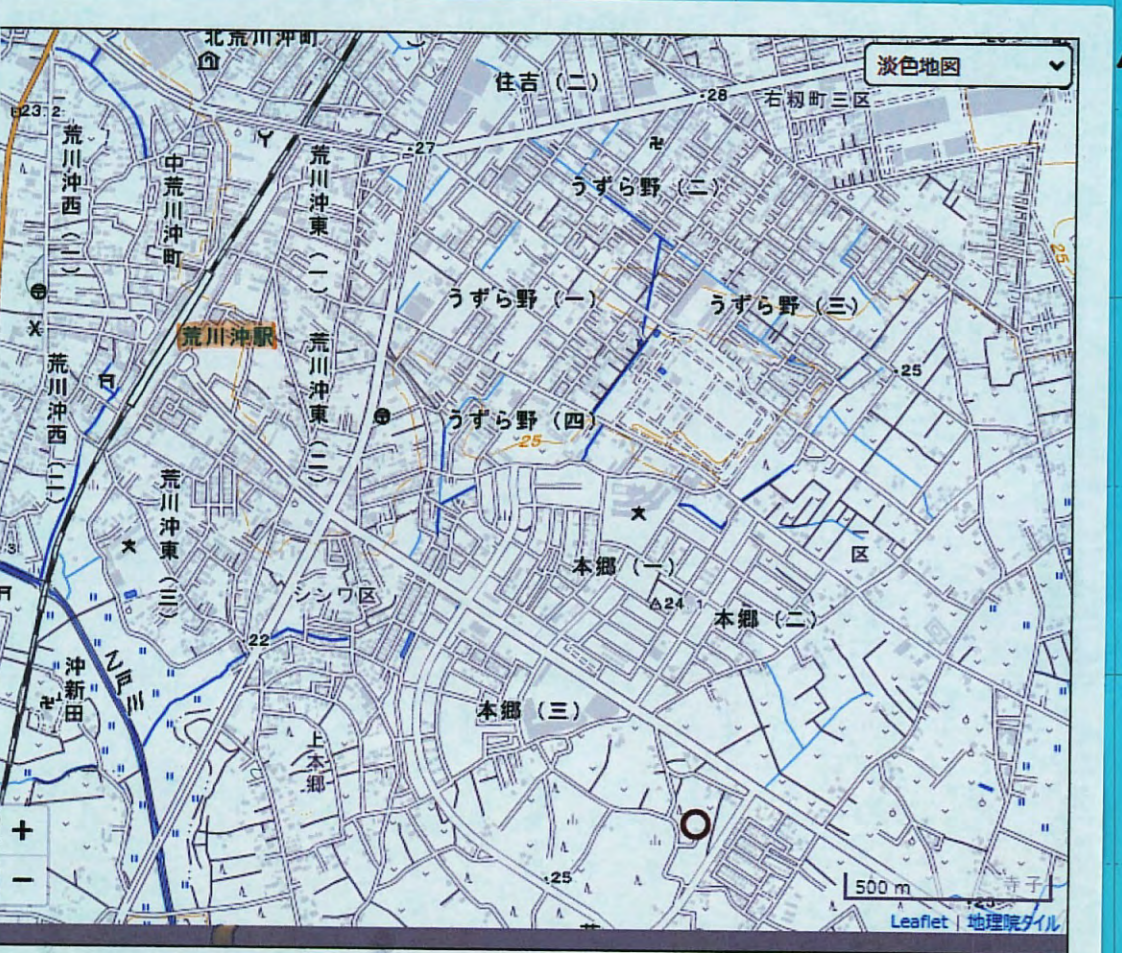 北荒川沖町
淡色地図
住吉(二)
28
右籾町三区
23.2
荒川沖西(一)
中荒川沖町
荒川沖東(一)
27
うずら野(二)
25
うずら野(一)
うずら野(三)
荒川沖駅
荒川沖西(二)
荒川沖東(二)
25
うずら野(四)
25
荒川沖東(三)
区
本郷(一)
シンワ区
24.1
本郷(二)
22
乙戸川
沖新田
本郷(三)
上本郷
+
−
25
500 m
寺子
Leaflet | 地理院タイル